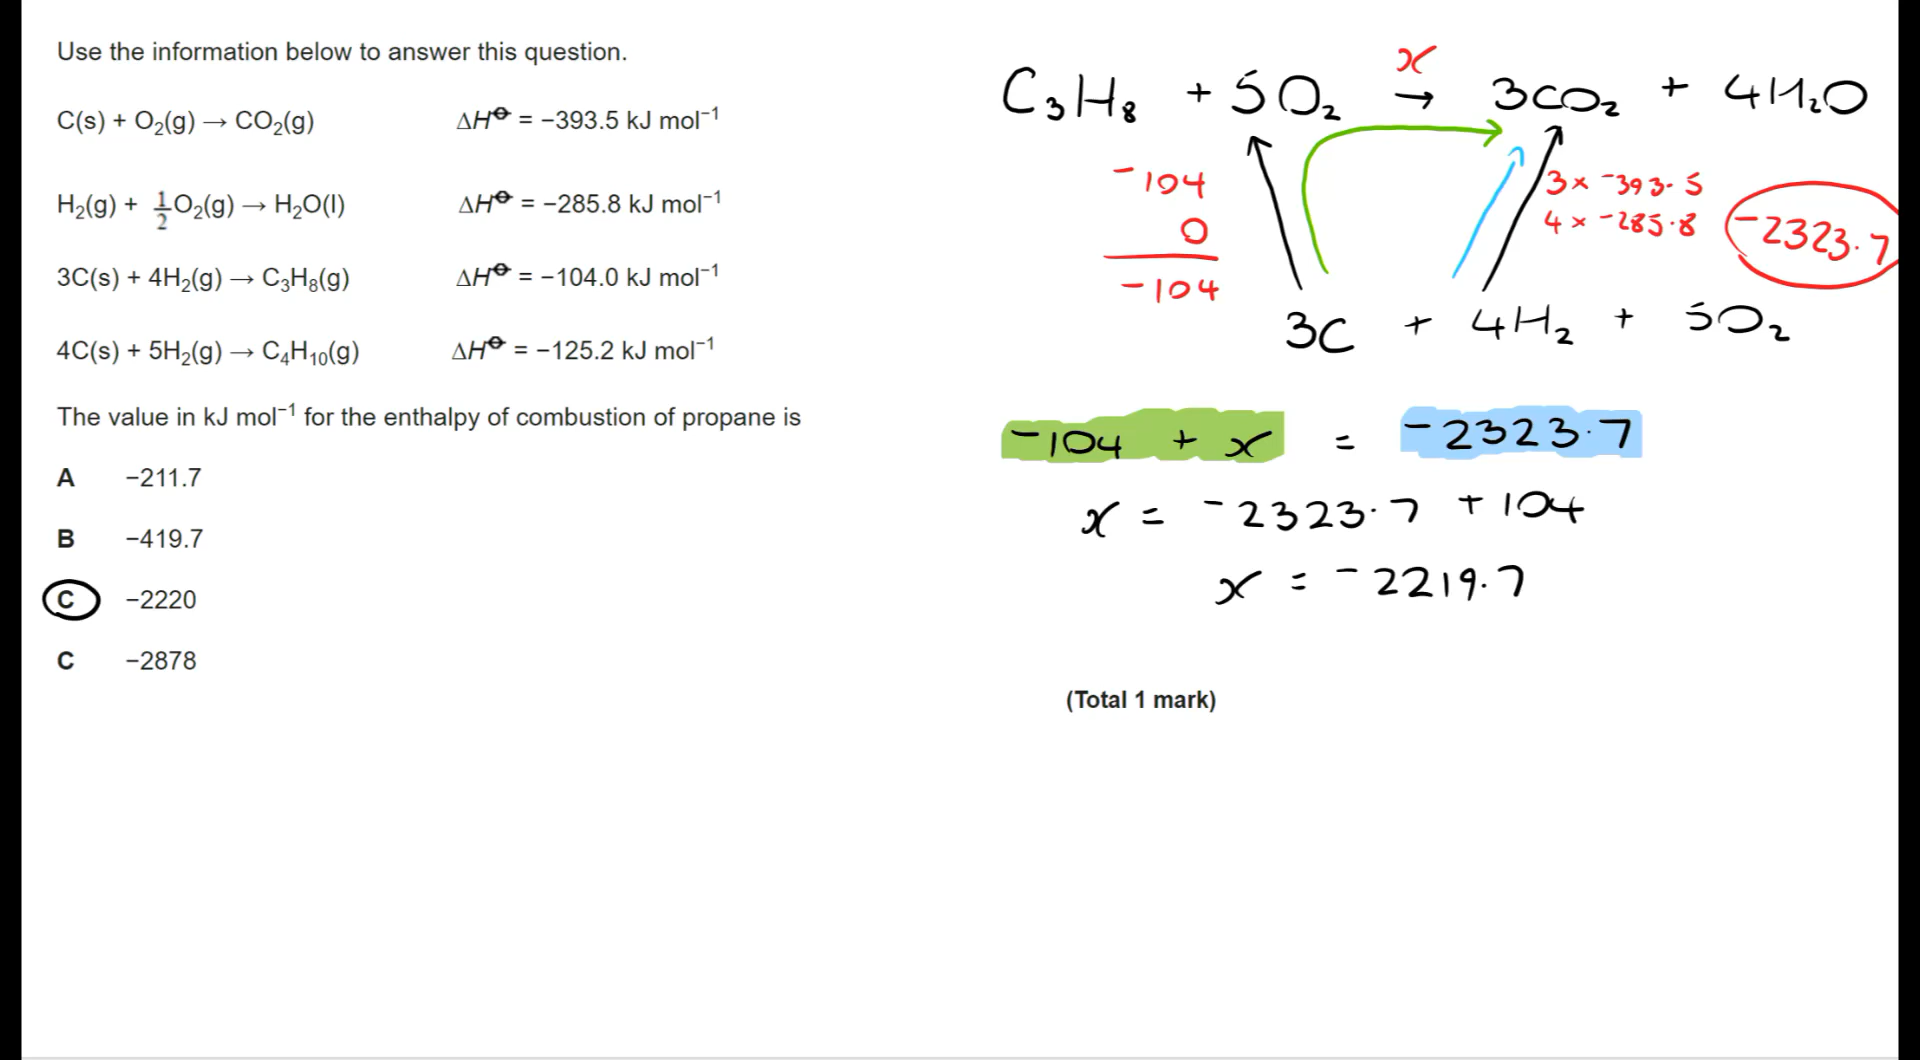 Use the information below to answer this question.
C(s) + O₂(g) → CO₂(g) ΔH⦵ = −393.5 kJ mol⁻¹
H₂(g) + ½O₂(g) → H₂O(l) ΔH⦵ = −285.8 kJ mol⁻¹
3C(s) + 4H₂(g) → C₃H₈(g) ΔH⦵ = −104.0 kJ mol⁻¹
4C(s) + 5H₂(g) → C₄H₁₀(g) ΔH⦵ = −125.2 kJ mol⁻¹
The value in kJ mol⁻¹ for the enthalpy of combustion of propane is
A −211.7
B −419.7
C −2220
C −2878
x
C₃H₈ + 5O₂ → 3CO₂ + 4H₂O
-104
0
-104
3 x -393.5
4 x -285.8
-2323.7
3C + 4H₂ + 5O₂
-104 + x = -2323.7
x = -2323.7 + 104
x = -2219.7
(Total 1 mark)